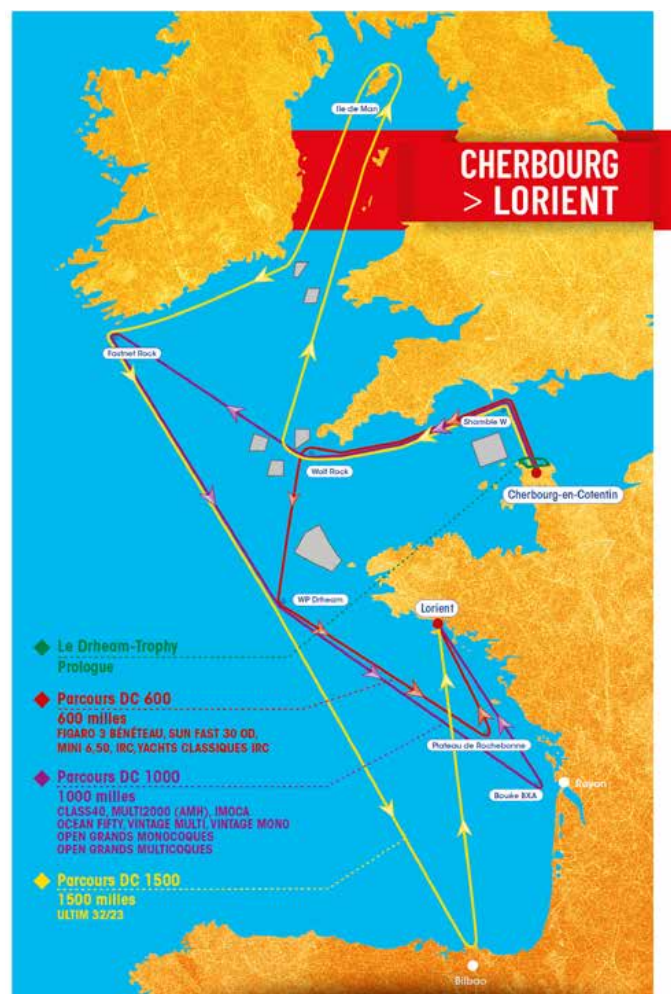 Ile de Man
CHERBOURG
> LORIENT
Fastnet Rock
Shamble W
Wolf Rock
Cherbourg-en-Cotentin
WP Drheam
Lorient
Le Drheam-Trophy
Prologue
Parcours DC 600
600 milles
FIGARO 3 BÉNÉTEAU, SUN FAST 30 OD,
MINI 6,50, IRC, YACHTS CLASSIQUES IRC
Plateau de Rochebonne
Parcours DC 1000
1000 milles
CLASS40, MULTI2000 (AMH), IMOCA
OCEAN FIFTY, VINTAGE MULTI, VINTAGE MONO
OPEN GRANDS MONOCOQUES
OPEN GRANDS MULTICOQUES
Royan
Bouée BXA
Parcours DC 1500
1500 milles
ULTIM 32/23
Bilbao